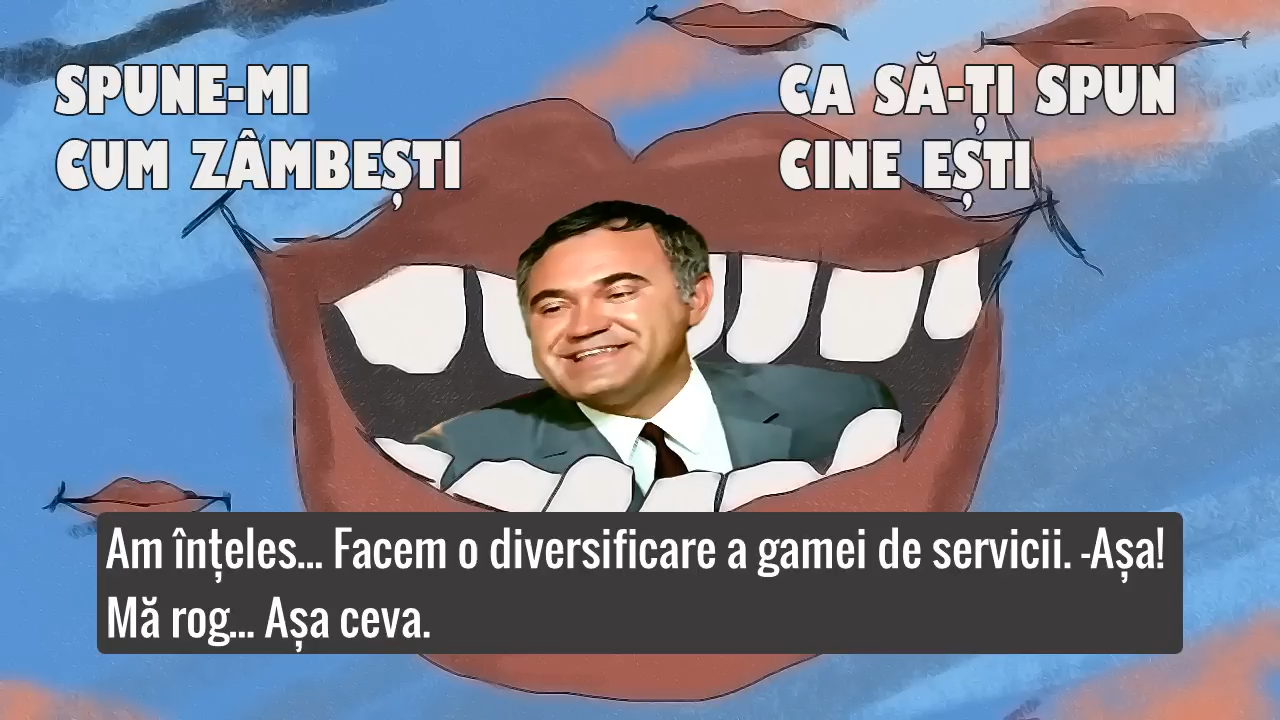 SPUNE-MI
CUM ZÂMBEȘTI
CA SĂ-ȚI SPUN
CINE EȘTI
Am înțeles... Facem o diversificare a gamei de servicii. -Așa!
Mă rog... Așa ceva.